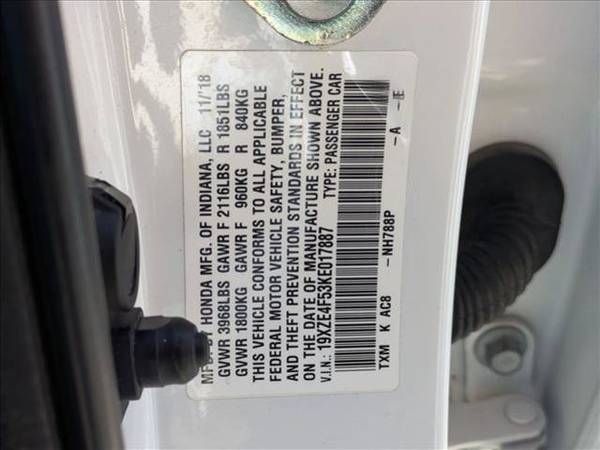 MFD. BY HONDA MFG. OF INDIANA, LLC 11/'18
GVWR 3968LBS GAWR F 2116LBS R 1851LBS
GVWR 1800KG GAWR F 960KG R 840KG
THIS VEHICLE CONFORMS TO ALL APPLICABLE
FEDERAL MOTOR VEHICLE SAFETY, BUMPER,
AND THEFT PREVENTION STANDARDS IN EFFECT
ON THE DATE OF MANUFACTURE SHOWN ABOVE.
V.I.N.: 19XZE4F53KE017887 TYPE: PASSENGER CAR
TXM K AC8 -NH788P -A -E